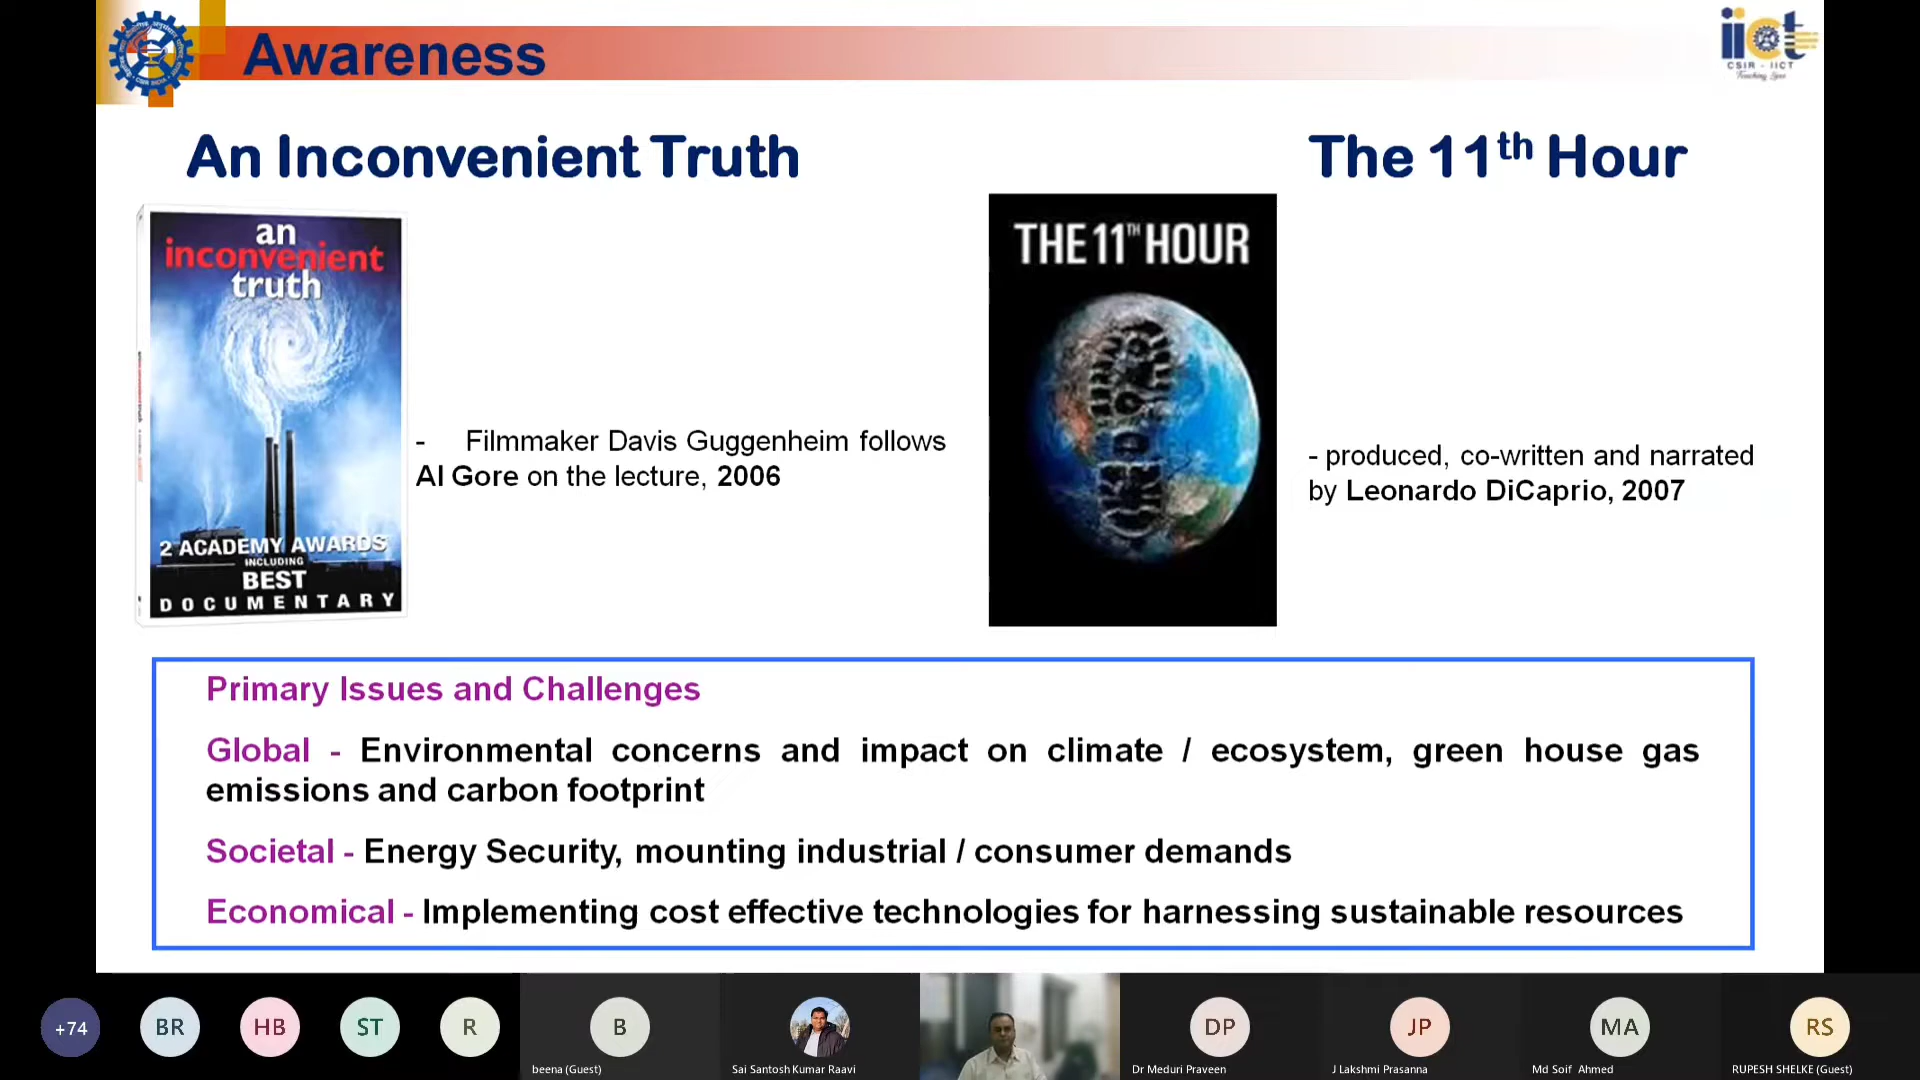 Awareness
iict
CSIR - IICT
Touching Lives
An Inconvenient Truth
The 11th Hour
an
inconvenient
truth
2 ACADEMY AWARDS
INCLUDING
BEST
DOCUMENTARY
- Filmmaker Davis Guggenheim follows
Al Gore on the lecture, 2006
THE 11TH HOUR
- produced, co-written and narrated
by Leonardo DiCaprio, 2007
Primary Issues and Challenges
Global - Environmental concerns and impact on climate / ecosystem, green house gas
emissions and carbon footprint
Societal - Energy Security, mounting industrial / consumer demands
Economical - Implementing cost effective technologies for harnessing sustainable resources
+74
BR
HB
ST
R
B
beena (Guest)
Sai Santosh Kumar Raavi
DP
Dr Meduri Praveen
JP
J Lakshmi Prasanna
MA
Md Soif Ahmed
RS
RUPESH SHELKE (Guest)